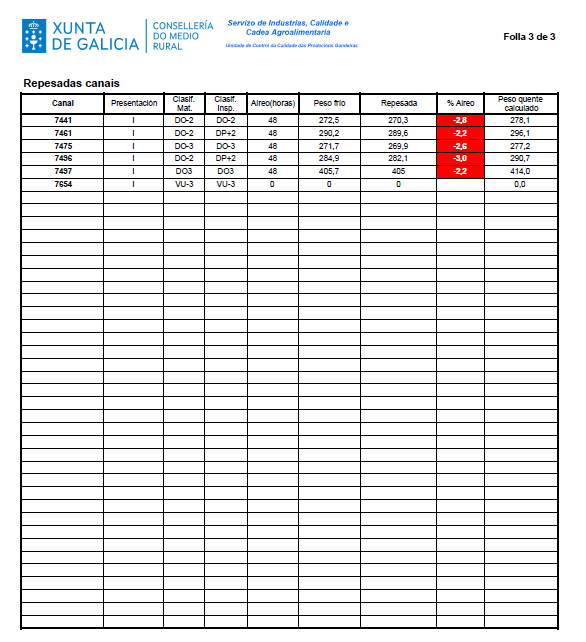 XUNTA
DE GALICIA
CONSELLERÍA
DO MEDIO
RURAL
Servizo de Industrias, Calidade e
Cadea Agroalimentaria
Unidade de Control da Calidade das Producións Gandeiras
Folla 3 de 3
Repesadas canais
Canal Presentación Clasif. Mat. Clasif. Insp. Aireo(horas) Peso frío Repesada % Aireo Peso quente calculado
7441 I DO-2 DO-2 48 272,5 270,3 -2,8 278,1
7461 I DO-2 DP+2 48 290,2 289,6 -2,2 296,1
7475 I DO-3 DO-3 48 271,7 269,9 -2,6 277,2
7496 I DO-2 DP+2 48 284,9 282,1 -3,0 290,7
7497 I DO3 DO3 48 405,7 405 -2,2 414,0
7654 I VU-3 VU-3 0 0 0 0,0